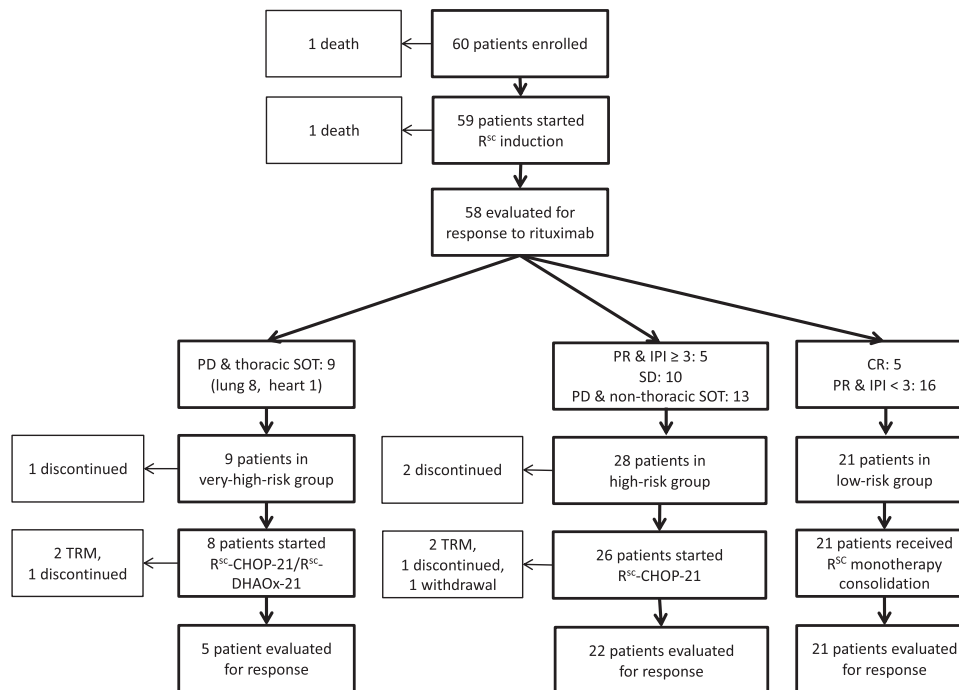 1 death
60 patients enrolled
1 death
59 patients started
Rˢᶜ induction
58 evaluated for
response to rituximab
PD & thoracic SOT: 9
(lung 8, heart 1)
PR & IPI ≥ 3: 5
SD: 10
PD & non-thoracic SOT: 13
CR: 5
PR & IPI < 3: 16
1 discontinued
9 patients in
very-high-risk group
2 discontinued
28 patients in
high-risk group
21 patients in
low-risk group
2 TRM,
1 discontinued
8 patients started
Rˢᶜ-CHOP-21/Rˢᶜ-
DHAOx-21
2 TRM,
1 discontinued,
1 withdrawal
26 patients started
Rˢᶜ-CHOP-21
21 patients received
Rˢᶜ monotherapy
consolidation
5 patient evaluated
for response
22 patients evaluated
for response
21 patients evaluated
for response